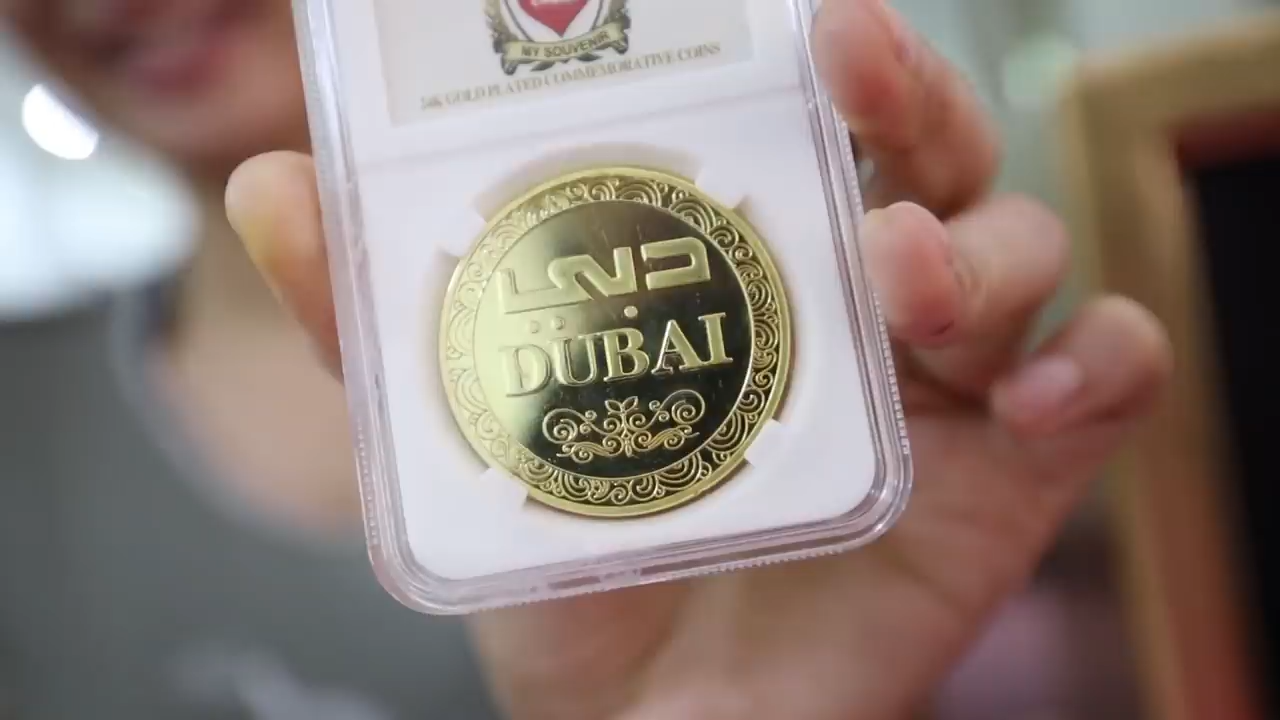 MY SOUVENIR
24K GOLD PLATED COMMEMORATIVE COINS
دبي
DUBAI